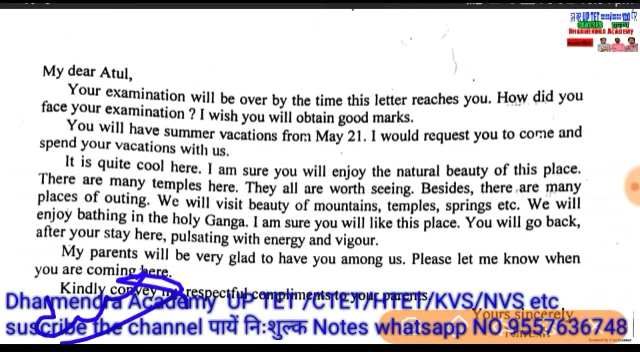 DHARMENDRA ACADEMY
My dear Atul,
Your examination will be over by the time this letter reaches you. How did you
face your examination ? I wish you will obtain good marks.
You will have summer vacations from May 21. I would request you to come and
spend your vacations with us.
It is quite cool here. I am sure you will enjoy the natural beauty of this place.
There are many temples here. They all are worth seeing. Besides, there are many
places of outing. We will visit beauty of mountains, temples, springs etc. We will
enjoy bathing in the holy Ganga. I am sure you will like this place. You will go back,
after your stay here, pulsating with energy and vigour.
My parents will be very glad to have you among us. Please let me know when
you are coming here.
Kindly convey my respectful compliments to your parents.
Dharmendra Academy UP TET /CTET/HTET/KVS/NVS etc
Yours sincerely
suscribe the channel पायें निःशुल्क Notes whatsapp NO 9557636748